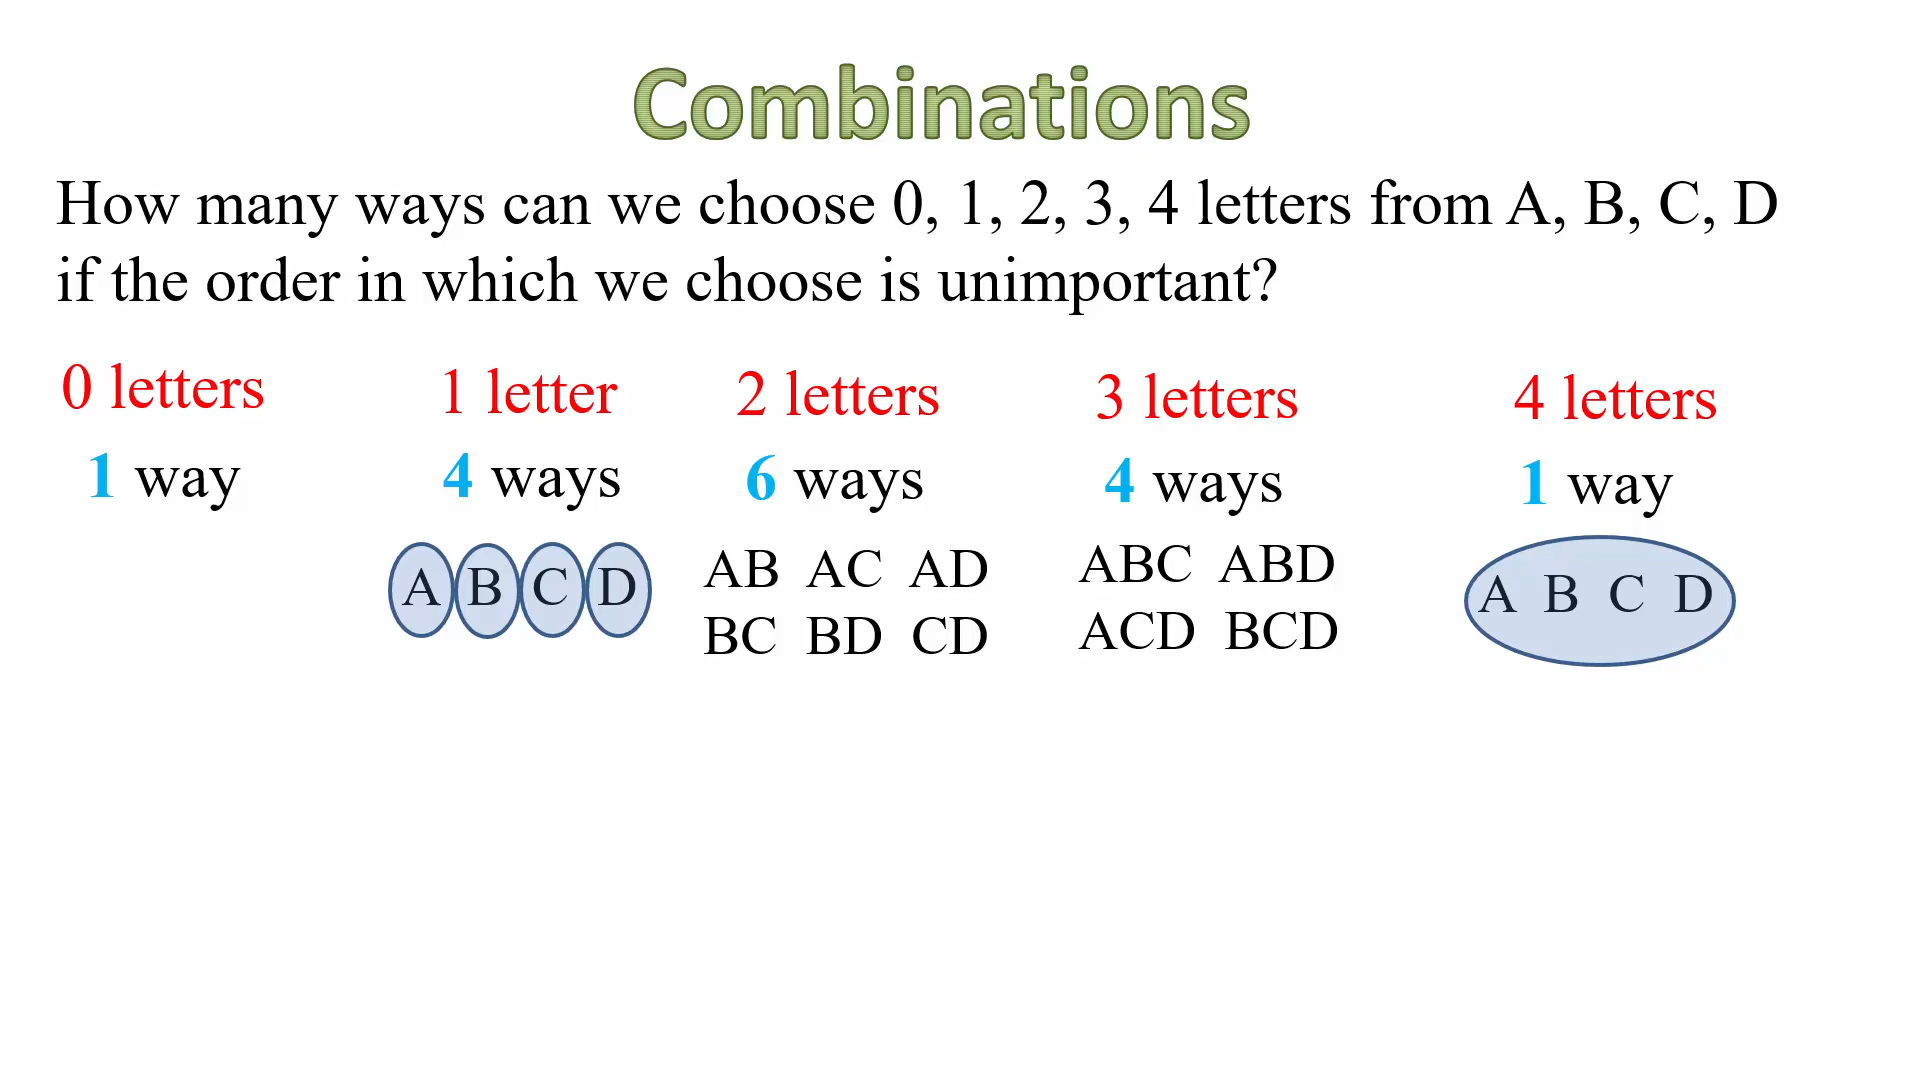 Combinations
How many ways can we choose 0, 1, 2, 3, 4 letters from A, B, C, D
if the order in which we choose is unimportant?
0 letters 1 letter 2 letters 3 letters 4 letters
1 way 4 ways 6 ways 4 ways 1 way
A B C D AB AC AD ABC ABD A B C D
BC BD CD ACD BCD